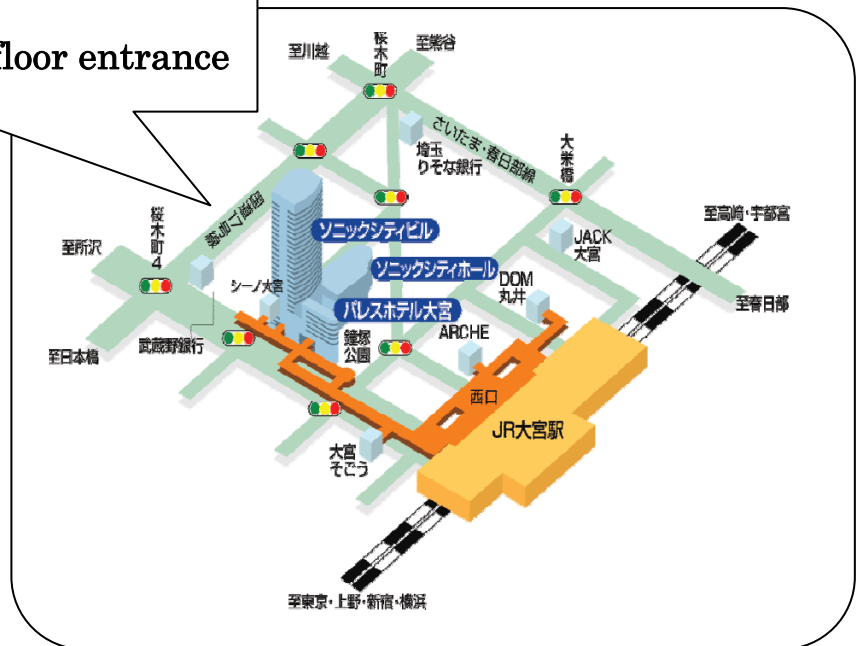 floor entrance
至川越
桜木町
至熊谷
さいたま・春日部線
大栄橋
埼玉
りそな銀行
国道17号線
桜木町4
至所沢
ソニックシティビル
ソニックシティホール
パレスホテル大宮
JACK
大宮
至高崎・宇都宮
シーノ大宮
DOM
丸井
至春日部
至日本橋
武蔵野銀行
鐘塚
公園
ARCHE
西口
JR大宮駅
大宮
そごう
至東京・上野・新宿・横浜